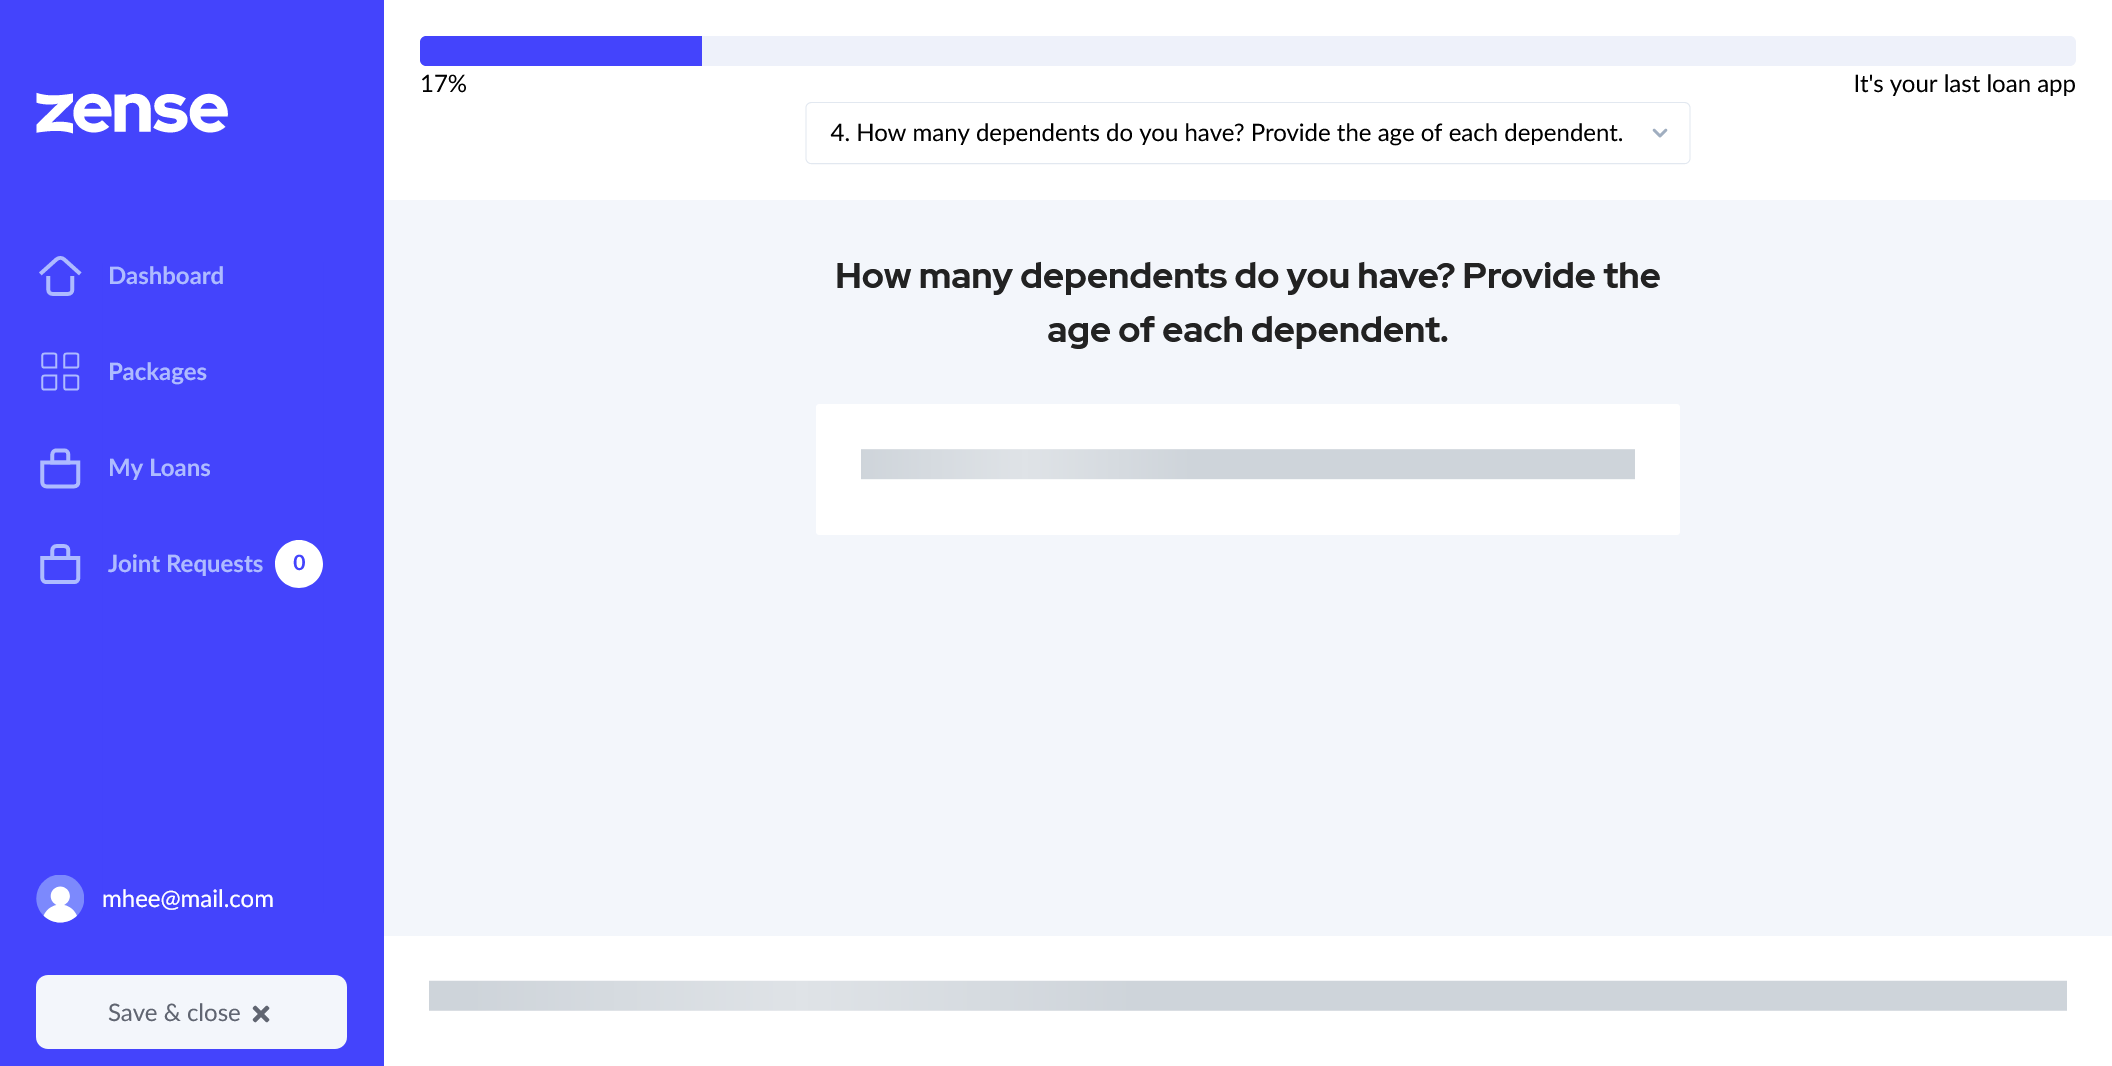 zense
Dashboard
Packages
My Loans
Joint Requests 0
mhee@mail.com
Save & close
17%
It's your last loan app
4. How many dependents do you have? Provide the age of each dependent.
How many dependents do you have? Provide the
age of each dependent.